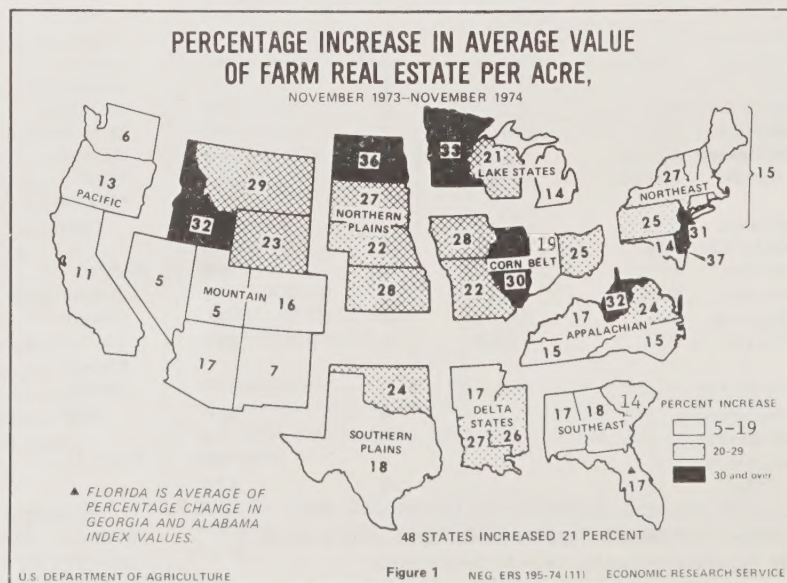 PERCENTAGE INCREASE IN AVERAGE VALUE
OF FARM REAL ESTATE PER ACRE,
NOVEMBER 1973–NOVEMBER 1974
6
13
PACIFIC
11
29
32
23
5
MOUNTAIN
5
16
17
7
36
27
NORTHERN
PLAINS
22
28
24
SOUTHERN
PLAINS
18
33
21
LAKE STATES
14
28
19
CORN BELT
25
30
22
17
DELTA
STATES
27
26
27
NORTHEAST
15
25
31
14
37
32
17
24
APPALACHIAN
15
15
14
17
18
SOUTHEAST
▲
17
PERCENT INCREASE
5-19
20-29
30 and over
▲ FLORIDA IS AVERAGE OF
PERCENTAGE CHANGE IN
GEORGIA AND ALABAMA
INDEX VALUES.
48 STATES INCREASED 21 PERCENT
U.S. DEPARTMENT OF AGRICULTURE
Figure 1
NEG. ERS 195-74 (11)
ECONOMIC RESEARCH SERVICE